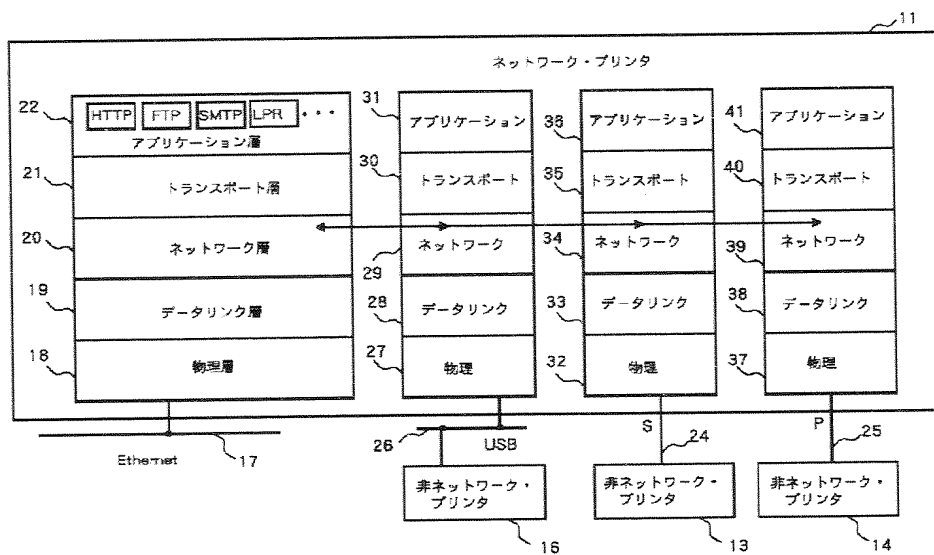 11
ネットワーク・プリンタ
22
HTTP FTP SMTP LPR ・・・
アプリケーション層
21
トランスポート層
20
ネットワーク層
19
データリンク層
18
物理層
Ethernet
17
31
アプリケーション
30
トランスポート
29
ネットワーク
28
データリンク
27
物理
26
USB
非ネットワーク・
プリンタ
16
36
アプリケーション
35
トランスポート
34
ネットワーク
33
データリンク
32
物理
S
24
非ネットワーク・
プリンタ
13
41
アプリケーション
40
トランスポート
39
ネットワーク
38
データリンク
37
物理
P
25
非ネットワーク・
プリンタ
14